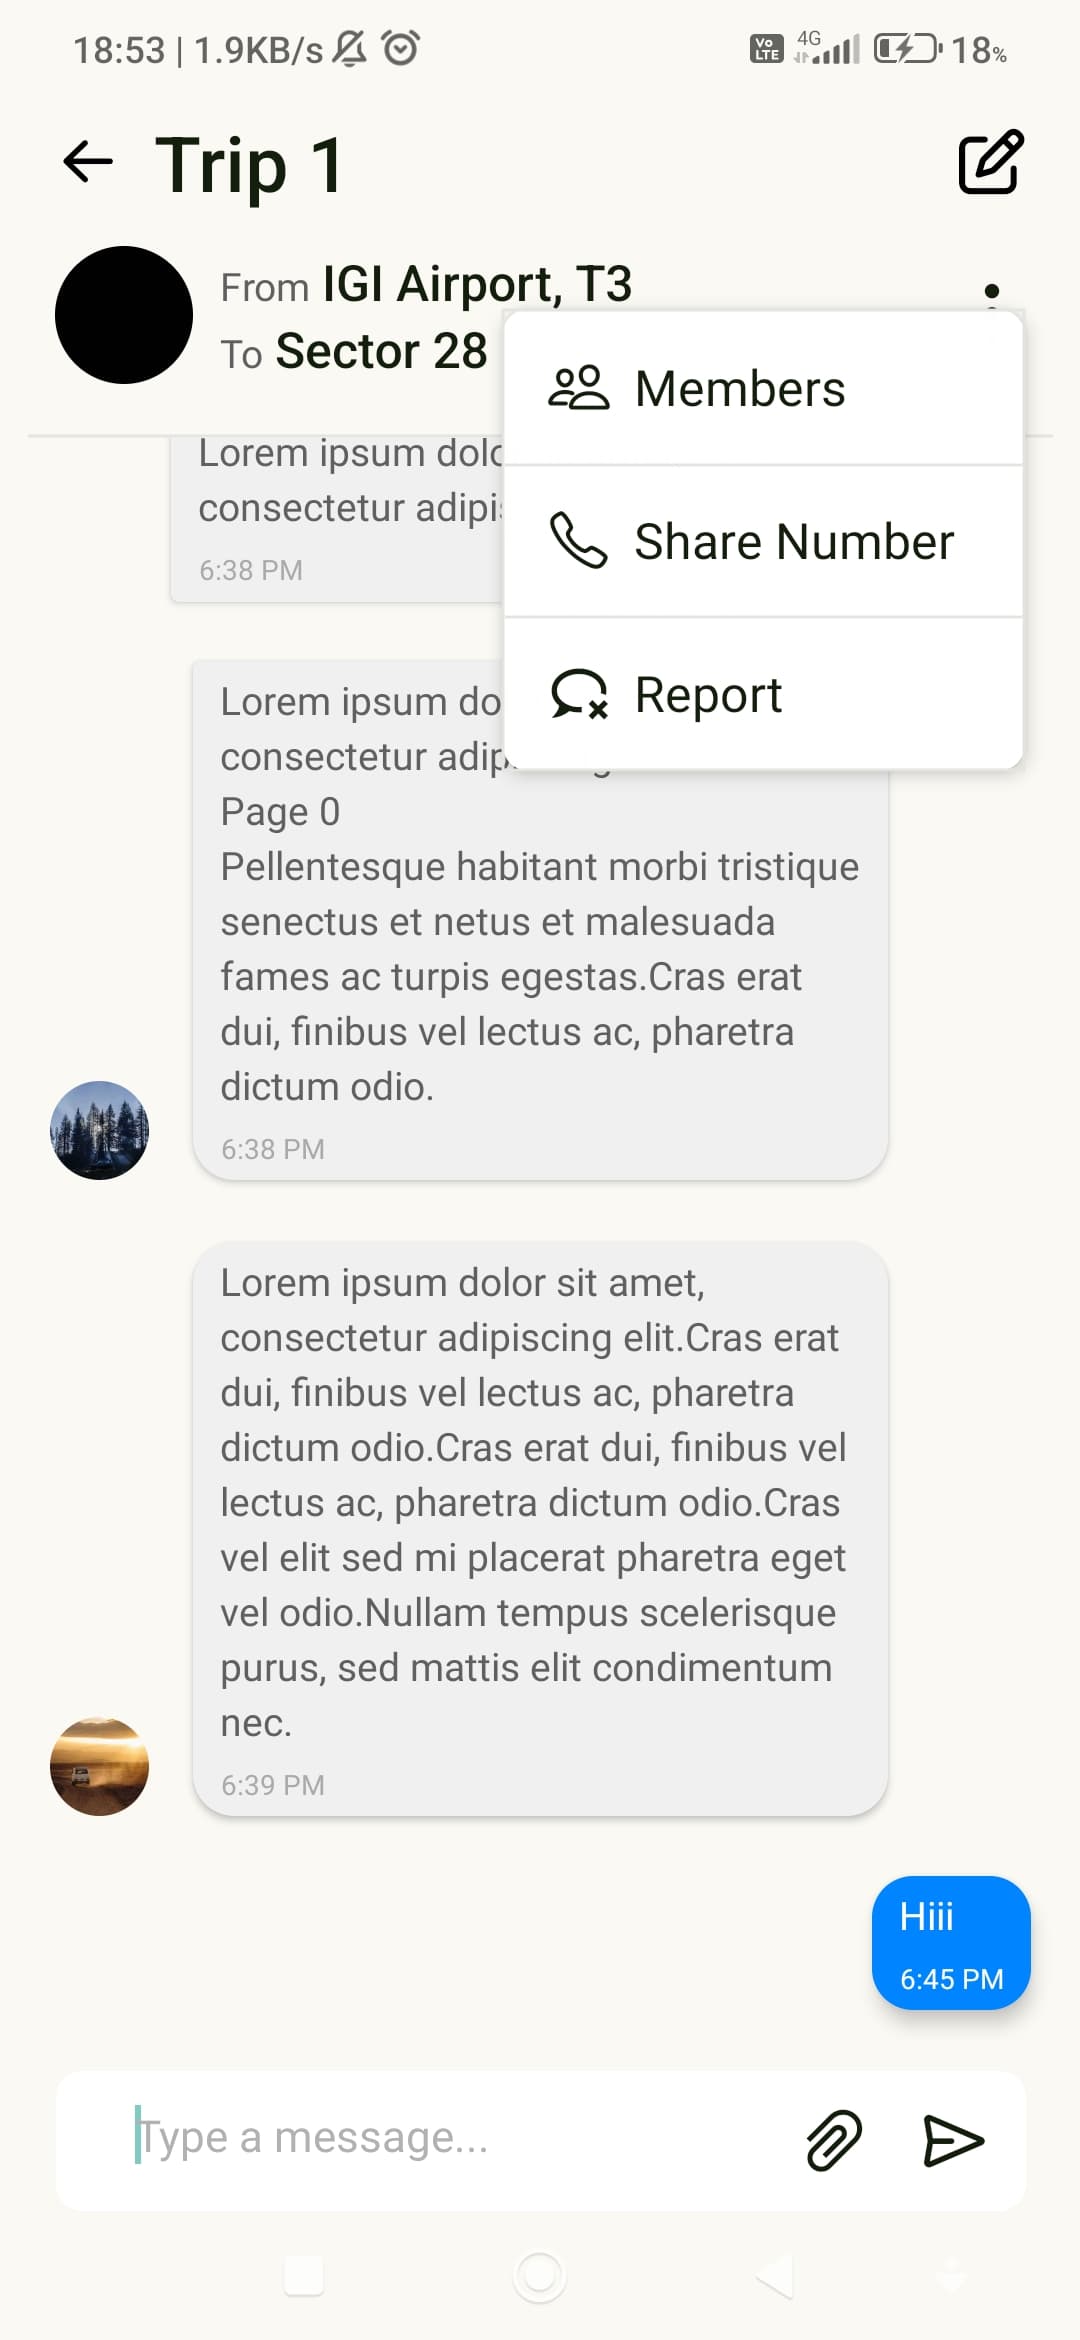 18:53 | 1.9KB/s Vo LTE 4G 18%
Trip 1
From IGI Airport, T3
To Sector 28
Members
Lorem ipsum
consectetur
Share Number
6:38 PM
Report
Lorem ipsum
consectetur
Page 0
Pellentesque habitant morbi tristique
senectus et netus et malesuada
fames ac turpis egestas.Cras erat
dui, finibus vel lectus ac, pharetra
dictum odio.
6:38 PM
Lorem ipsum dolor sit amet,
consectetur adipiscing elit.Cras erat
dui, finibus vel lectus ac, pharetra
dictum odio.Cras erat dui, finibus vel
lectus ac, pharetra dictum odio.Cras
vel elit sed mi placerat pharetra eget
vel odio.Nullam tempus scelerisque
purus, sed mattis elit condimentum
nec.
6:39 PM
Hiii
6:45 PM
Type a message...